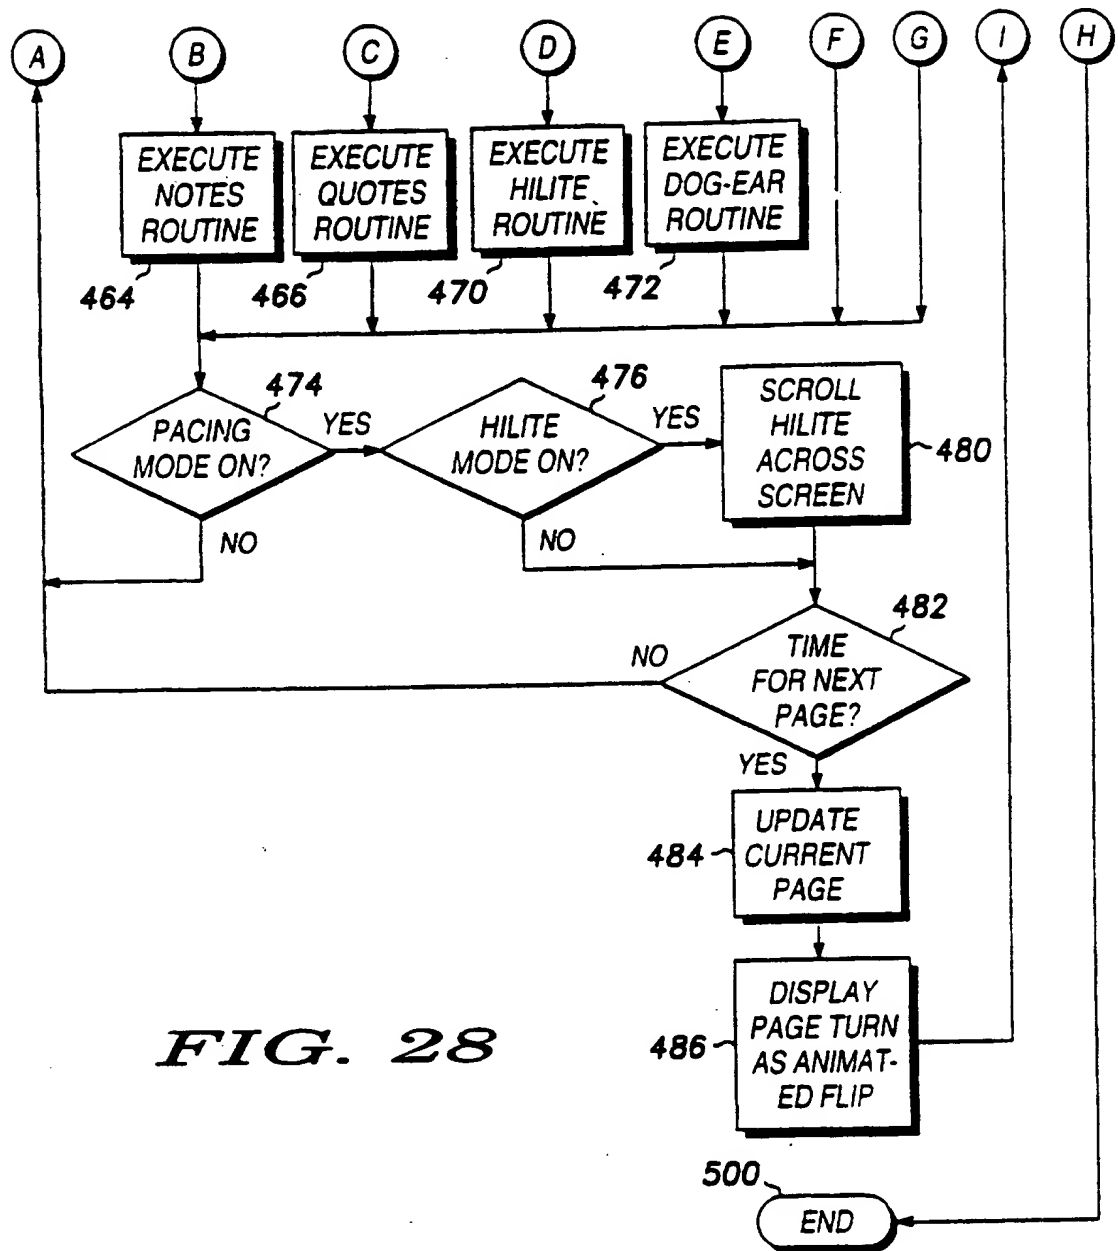 A
B
C
D
E
F
G
I
H
EXECUTE
NOTES
ROUTINE
464
EXECUTE
QUOTES
ROUTINE
466
EXECUTE
HILITE
ROUTINE
470
EXECUTE
DOG-EAR
ROUTINE
472
PACING
MODE ON?
474
YES
NO
HILITE
MODE ON?
476
YES
NO
SCROLL
HILITE
ACROSS
SCREEN
480
TIME
FOR NEXT
PAGE?
482
NO
YES
UPDATE
CURRENT
PAGE
484
DISPLAY
PAGE TURN
AS ANIMAT-
ED FLIP
486
FIG. 28
500
END